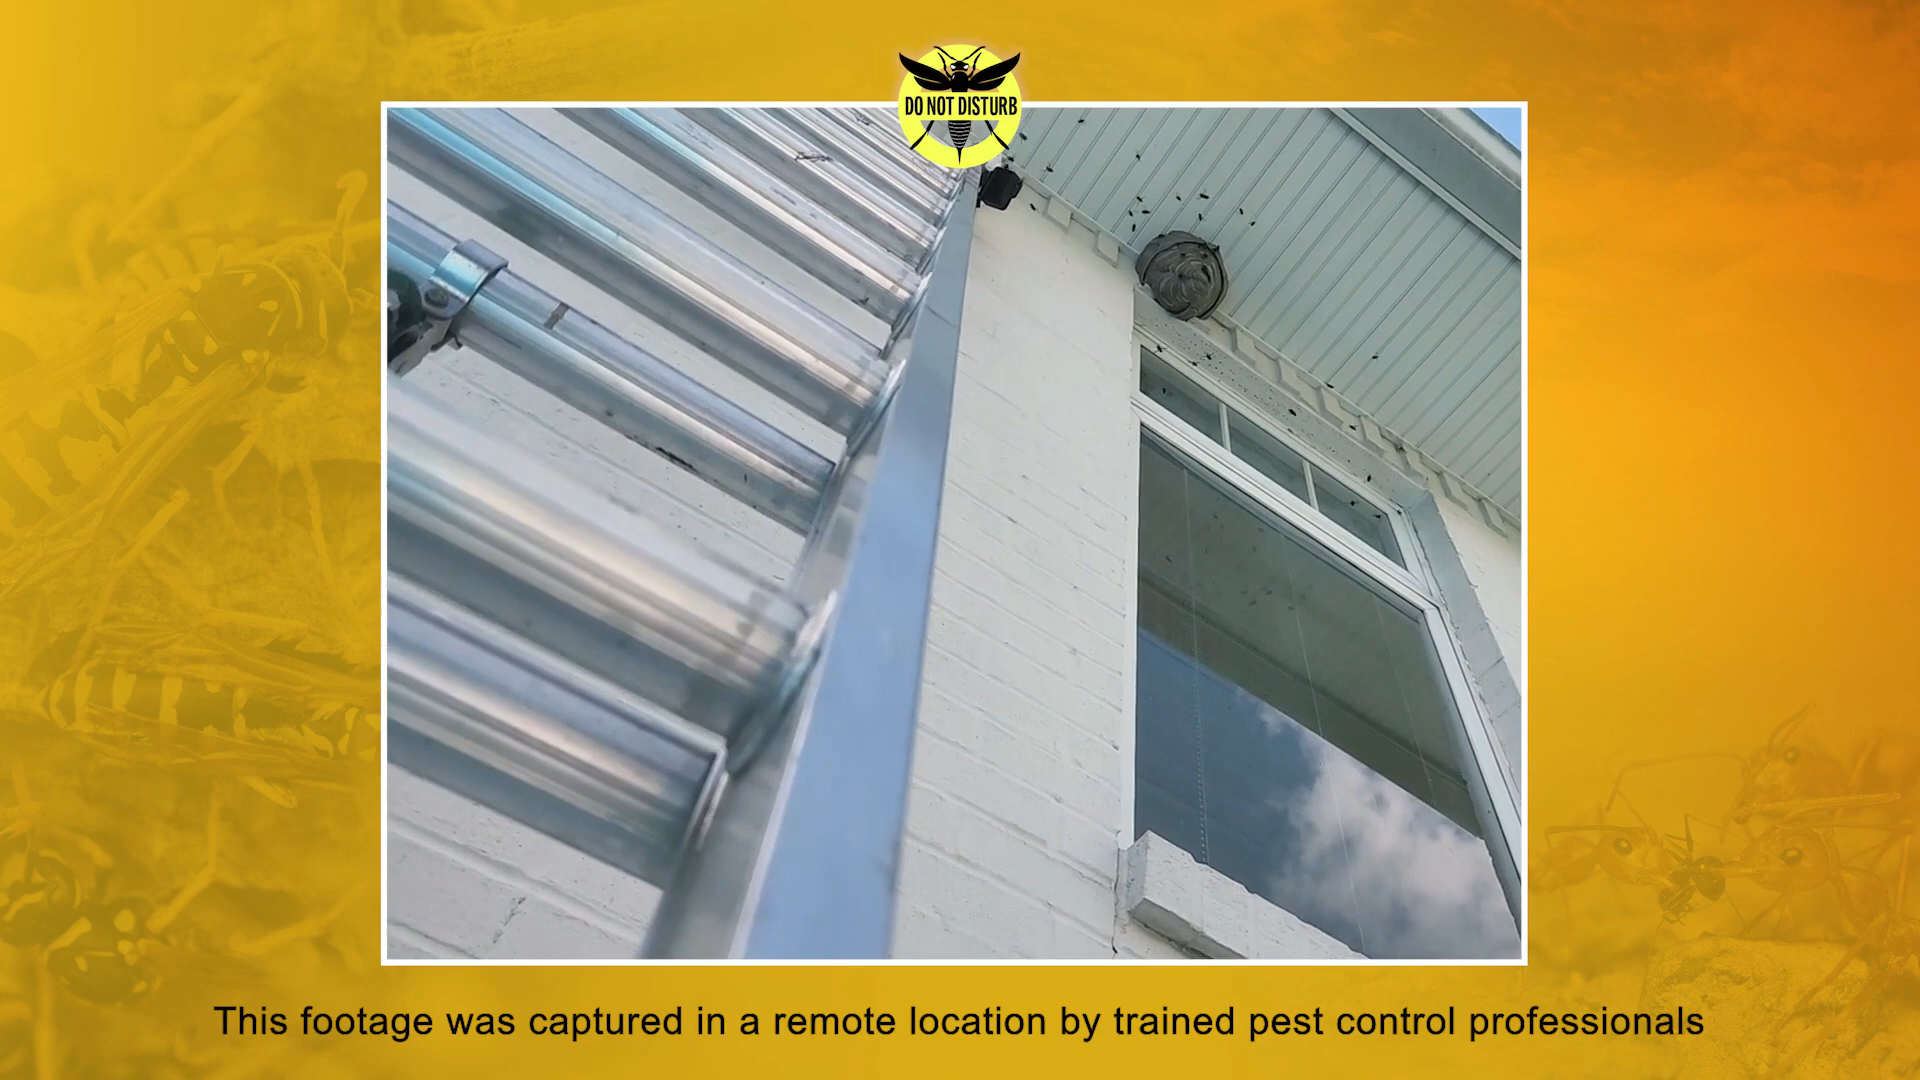 DO NOT DISTURB
This footage was captured in a remote location by trained pest control professionals